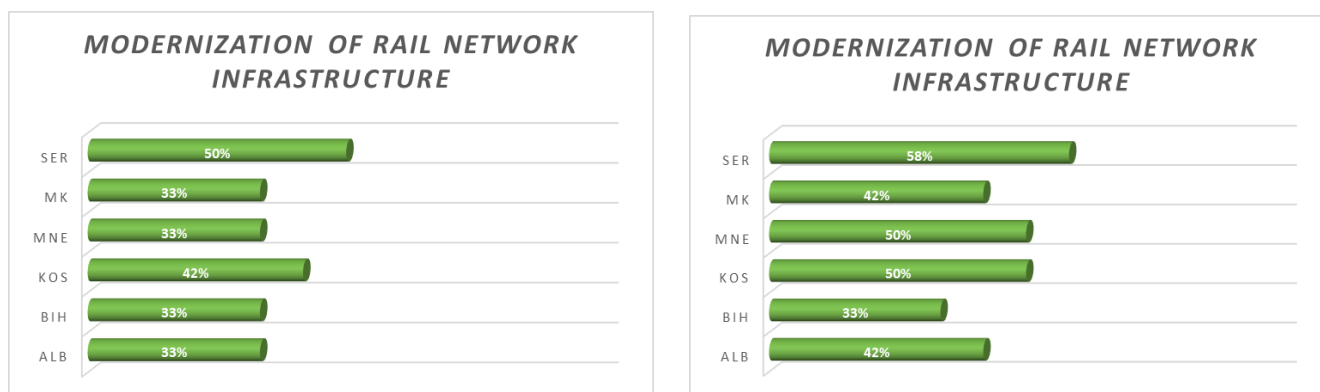 MODERNIZATION OF RAIL NETWORK
INFRASTRUCTURE
SER
50%
MK
33%
MNE
33%
KOS
42%
BIH
33%
ALB
33%
MODERNIZATION OF RAIL NETWORK
INFRASTRUCTURE
SER
58%
MK
42%
MNE
50%
KOS
50%
BIH
33%
ALB
42%